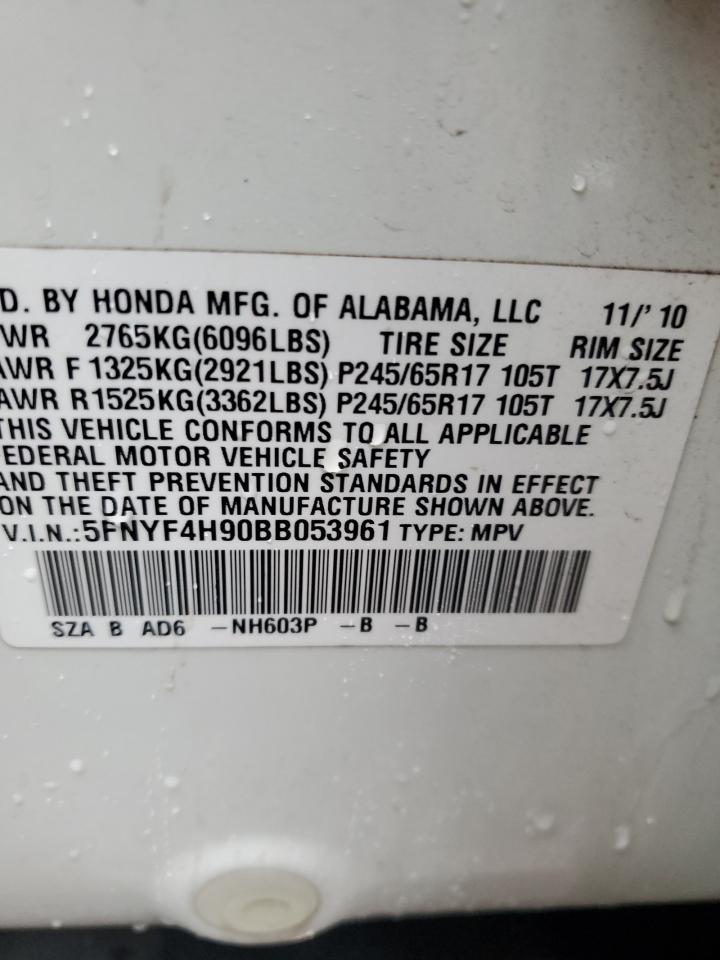 D. BY HONDA MFG. OF ALABAMA, LLC 11/' 10
WR 2765KG(6096LBS) TIRE SIZE RIM SIZE
AWR F 1325KG(2921LBS) P245/65R17 105T 17X7.5J
AWR R1525KG(3362LBS) P245/65R17 105T 17X7.5J
THIS VEHICLE CONFORMS TO ALL APPLICABLE
FEDERAL MOTOR VEHICLE SAFETY
AND THEFT PREVENTION STANDARDS IN EFFECT
ON THE DATE OF MANUFACTURE SHOWN ABOVE.
V.I.N.:5FNYF4H90BB053961 TYPE: MPV
SZA B AD6 -NH603P -B -B